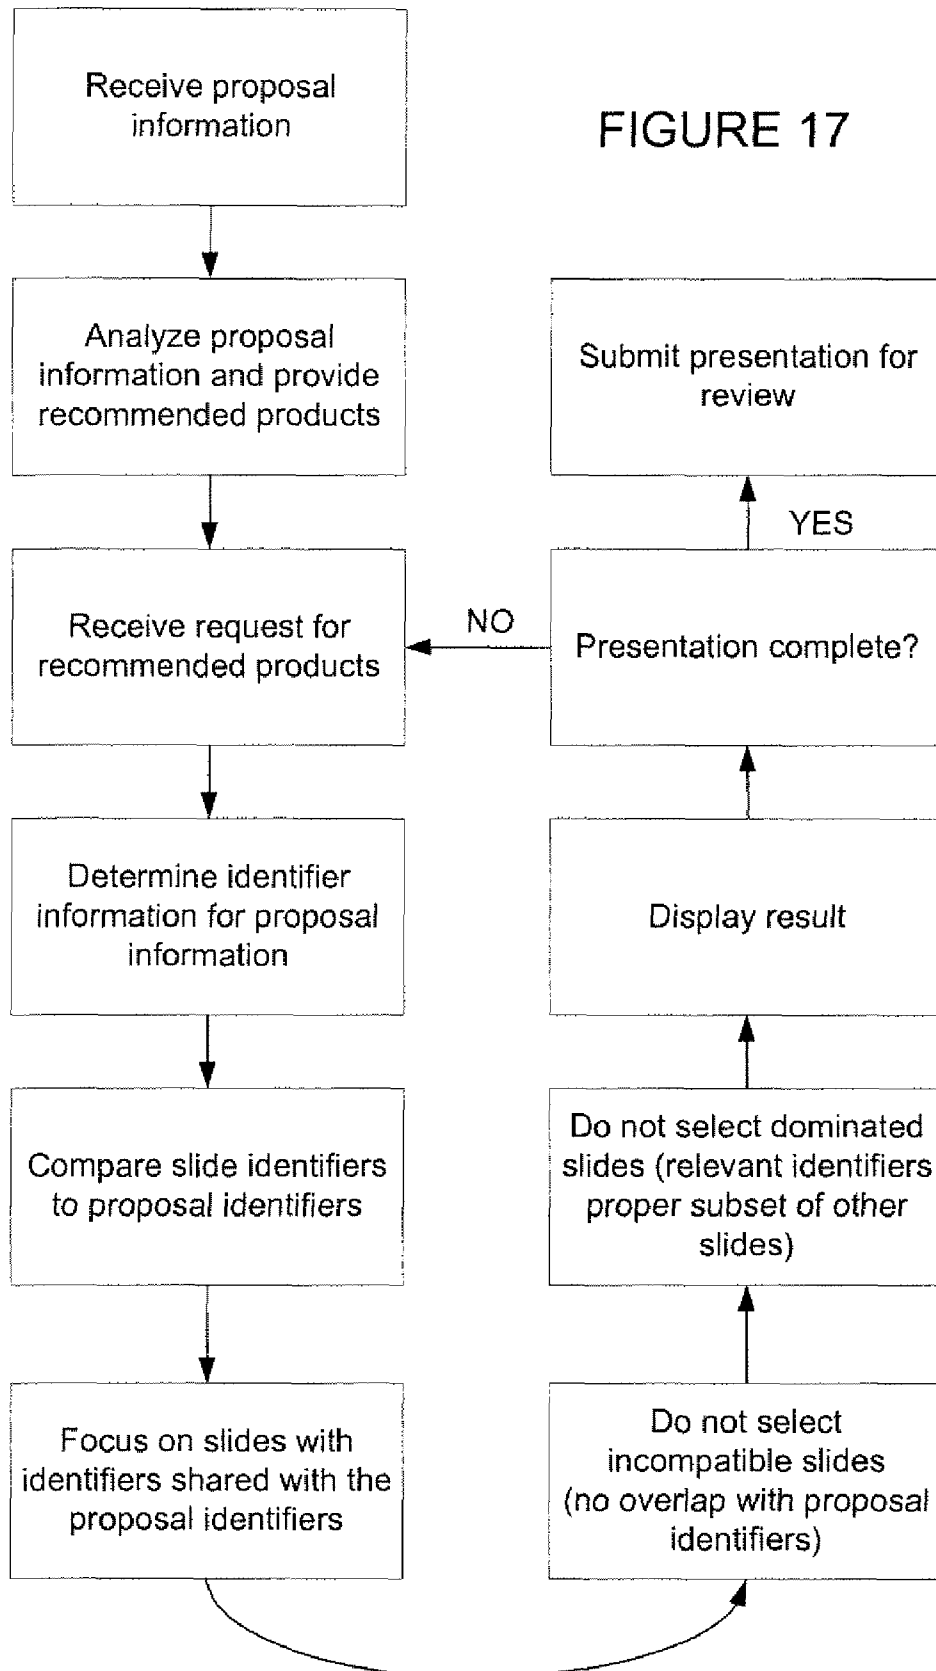 FIGURE 17
Receive proposal
information
Analyze proposal
information and provide
recommended products
Receive request for
recommended products
Determine identifier
information for proposal
information
Compare slide identifiers
to proposal identifiers
Focus on slides with
identifiers shared with the
proposal identifiers
Do not select
incompatible slides
(no overlap with proposal
identifiers)
Do not select dominated
slides (relevant identifiers
proper subset of other
slides)
Display result
Presentation complete?
NO
YES
Submit presentation for
review